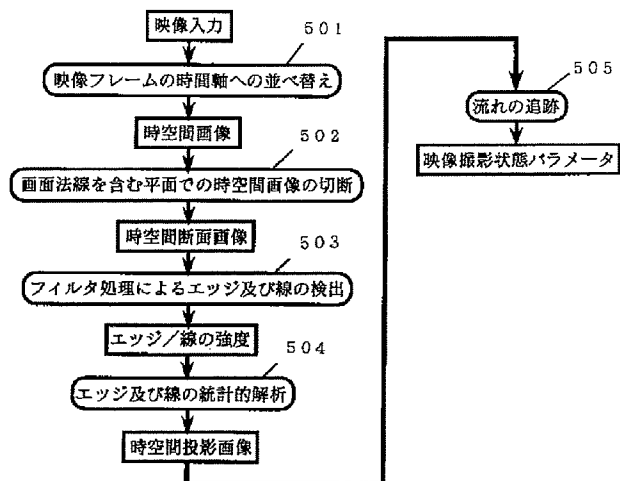 映像入力
501
映像フレームの時間軸への並べ替え
時空間画像
502
画面法線を含む平面での時空間画像の切断
時空間断面画像
503
フィルタ処理によるエッジ及び線の検出
エッジ／線の強度
504
エッジ及び線の統計的解析
時空間投影画像
505
流れの追跡
映像撮影状態パラメータ